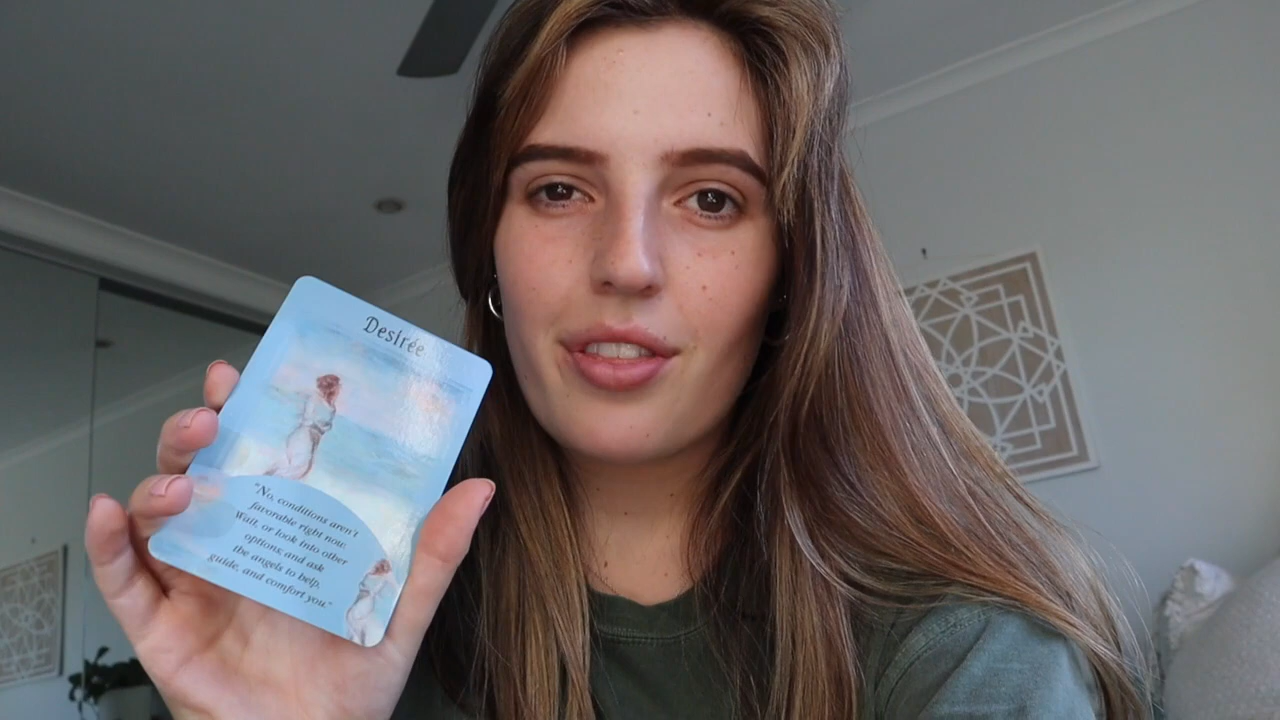 Desirée
"No, conditions aren't
favorable right now.
Wait, or look into other
options, and ask
the angels to help,
guide, and comfort you."